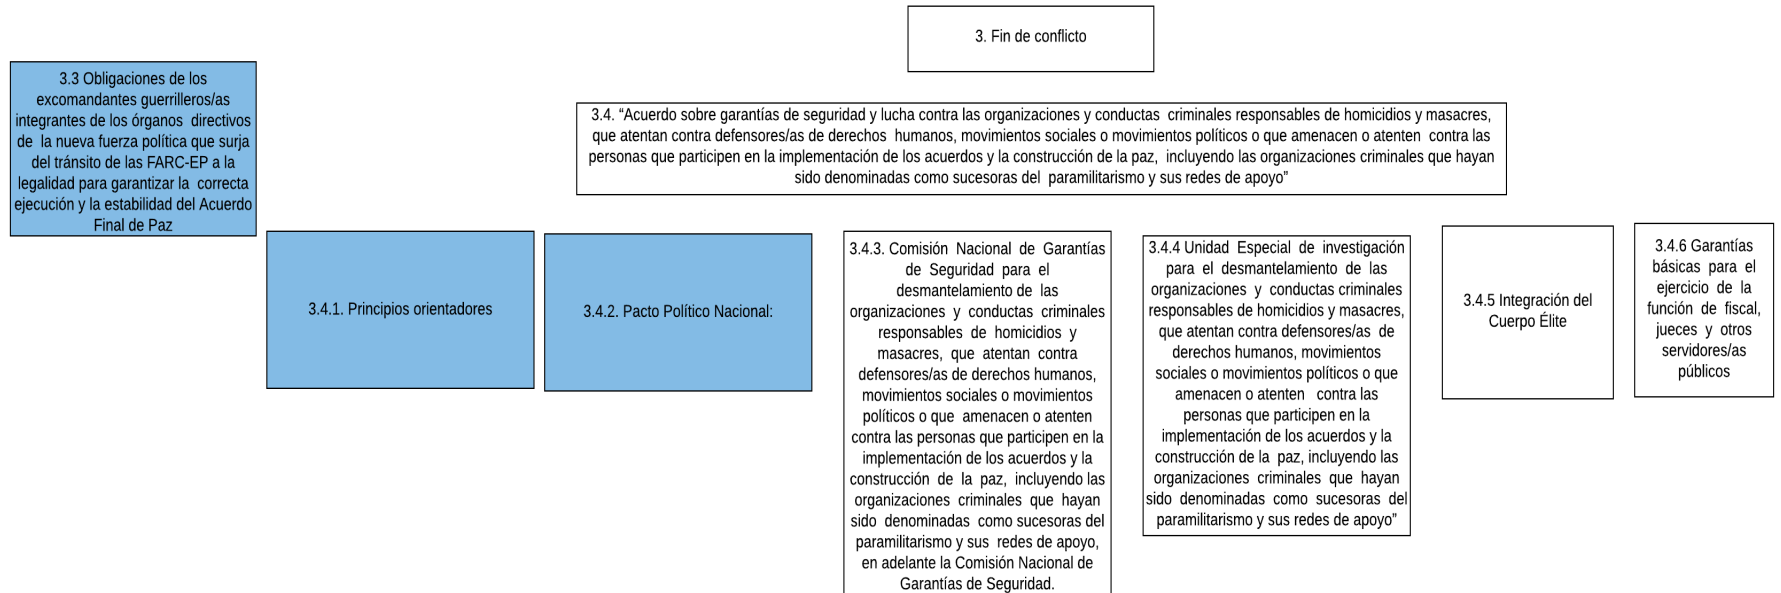 3. Fin de conflicto
3.3 Obligaciones de los
excomandantes guerrilleros/as
integrantes de los órganos directivos
de la nueva fuerza política que surja
del tránsito de las FARC-EP a la
legalidad para garantizar la correcta
ejecución y la estabilidad del Acuerdo
Final de Paz
3.4. “Acuerdo sobre garantías de seguridad y lucha contra las organizaciones y conductas criminales responsables de homicidios y masacres,
que atentan contra defensores/as de derechos humanos, movimientos sociales o movimientos políticos o que amenacen o atenten contra las
personas que participen en la implementación de los acuerdos y la construcción de la paz, incluyendo las organizaciones criminales que hayan
sido denominadas como sucesoras del paramilitarismo y sus redes de apoyo”
3.4.1. Principios orientadores
3.4.2. Pacto Político Nacional:
3.4.3. Comisión Nacional de Garantías
de Seguridad para el
desmantelamiento de las
organizaciones y conductas criminales
responsables de homicidios y
masacres, que atentan contra
defensores/as de derechos humanos,
movimientos sociales o movimientos
políticos o que amenacen o atenten
contra las personas que participen en la
implementación de los acuerdos y la
construcción de la paz, incluyendo las
organizaciones criminales que hayan
sido denominadas como sucesoras del
paramilitarismo y sus redes de apoyo,
en adelante la Comisión Nacional de
Garantías de Seguridad.
3.4.4 Unidad Especial de investigación
para el desmantelamiento de las
organizaciones y conductas criminales
responsables de homicidios y masacres,
que atentan contra defensores/as de
derechos humanos, movimientos
sociales o movimientos políticos o que
amenacen o atenten contra las
personas que participen en la
implementación de los acuerdos y la
construcción de la paz, incluyendo las
organizaciones criminales que hayan
sido denominadas como sucesoras del
paramilitarismo y sus redes de apoyo”
3.4.5 Integración del
Cuerpo Élite
3.4.6 Garantías
básicas para el
ejercicio de la
función de fiscal,
jueces y otros
servidores/as
públicos